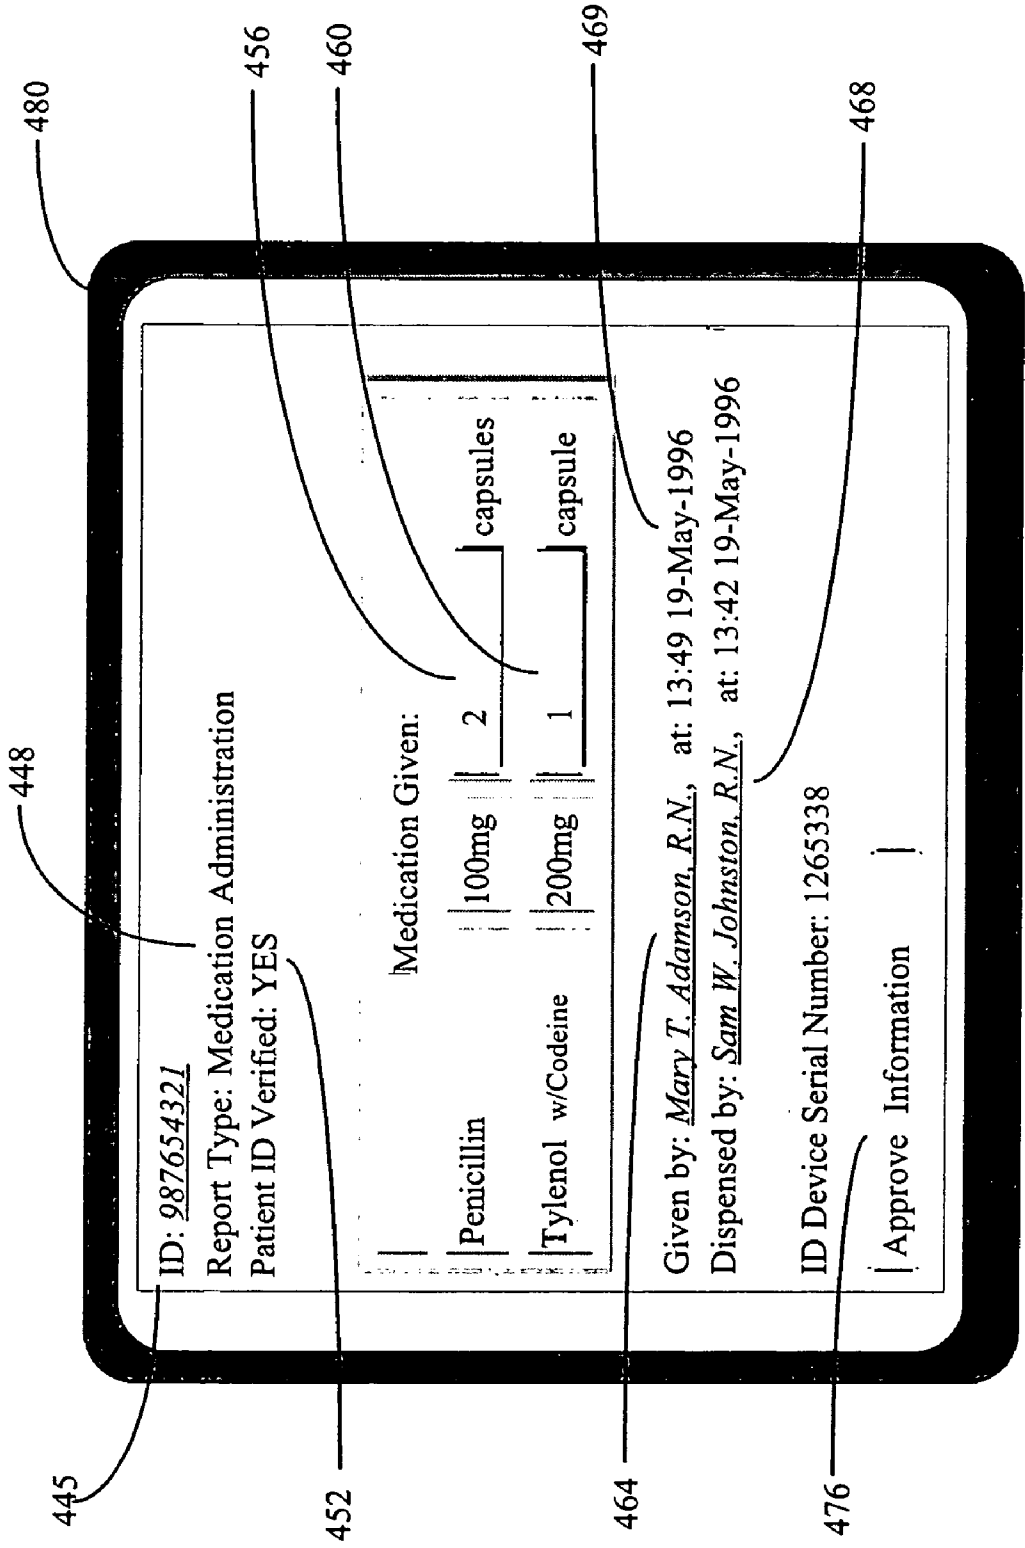 480
448
456
460
469
468
445
452
464
476
ID: 987654321
Report Type: Medication Administration
Patient ID Verified: YES
Medication Given:
Penicillin 100mg 2 capsules
Tylenol w/Codeine 200mg 1 capsule
Given by: Mary T. Adamson, R.N., at: 13:49 19-May-1996
Dispensed by: Sam W. Johnston, R.N., at: 13:42 19-May-1996
ID Device Serial Number: 1265338
Approve Information